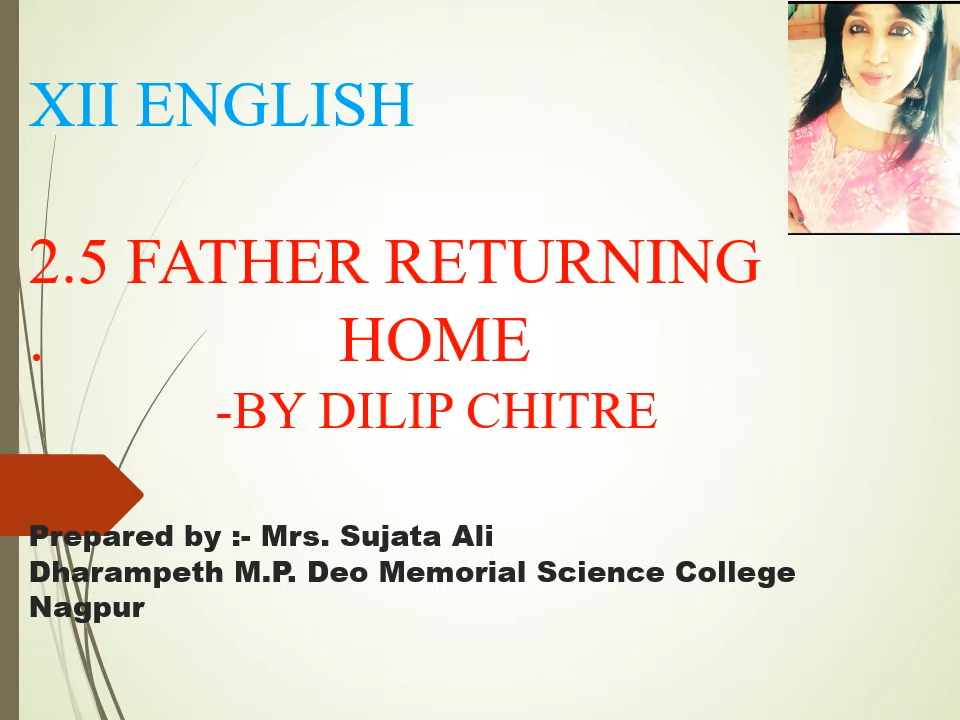 XII ENGLISH
2.5 FATHER RETURNING
. HOME
-BY DILIP CHITRE
Prepared by :- Mrs. Sujata Ali
Dharampeth M.P. Deo Memorial Science College
Nagpur